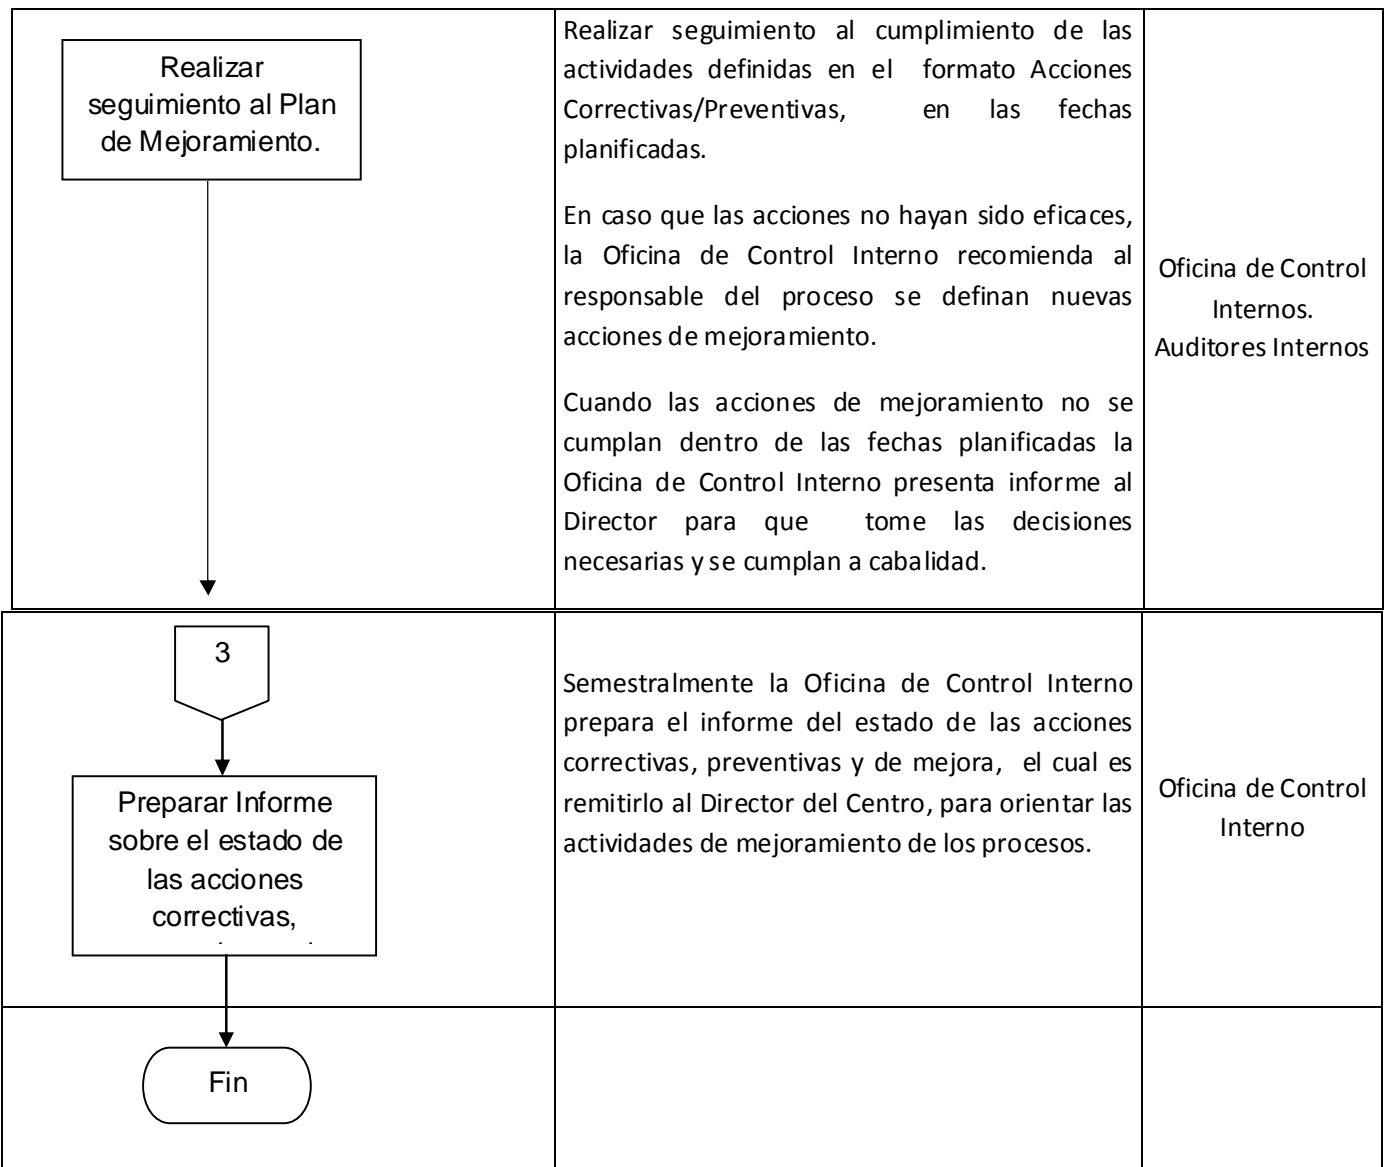 Realizar
seguimiento al Plan
de Mejoramiento.
Realizar seguimiento al cumplimiento de las
actividades definidas en el formato Acciones
Correctivas/Preventivas, en las fechas
planificadas.
En caso que las acciones no hayan sido eficaces,
la Oficina de Control Interno recomienda al
responsable del proceso se definan nuevas
acciones de mejoramiento.
Cuando las acciones de mejoramiento no se
cumplan dentro de las fechas planificadas la
Oficina de Control Interno presenta informe al
Director para que tome las decisiones
necesarias y se cumplan a cabalidad.
Oficina de Control
Internos.
Auditores Internos
3
Preparar Informe
sobre el estado de
las acciones
correctivas,
Semestralmente la Oficina de Control Interno
prepara el informe del estado de las acciones
correctivas, preventivas y de mejora, el cual es
remitirlo al Director del Centro, para orientar las
actividades de mejoramiento de los procesos.
Oficina de Control
Interno
Fin